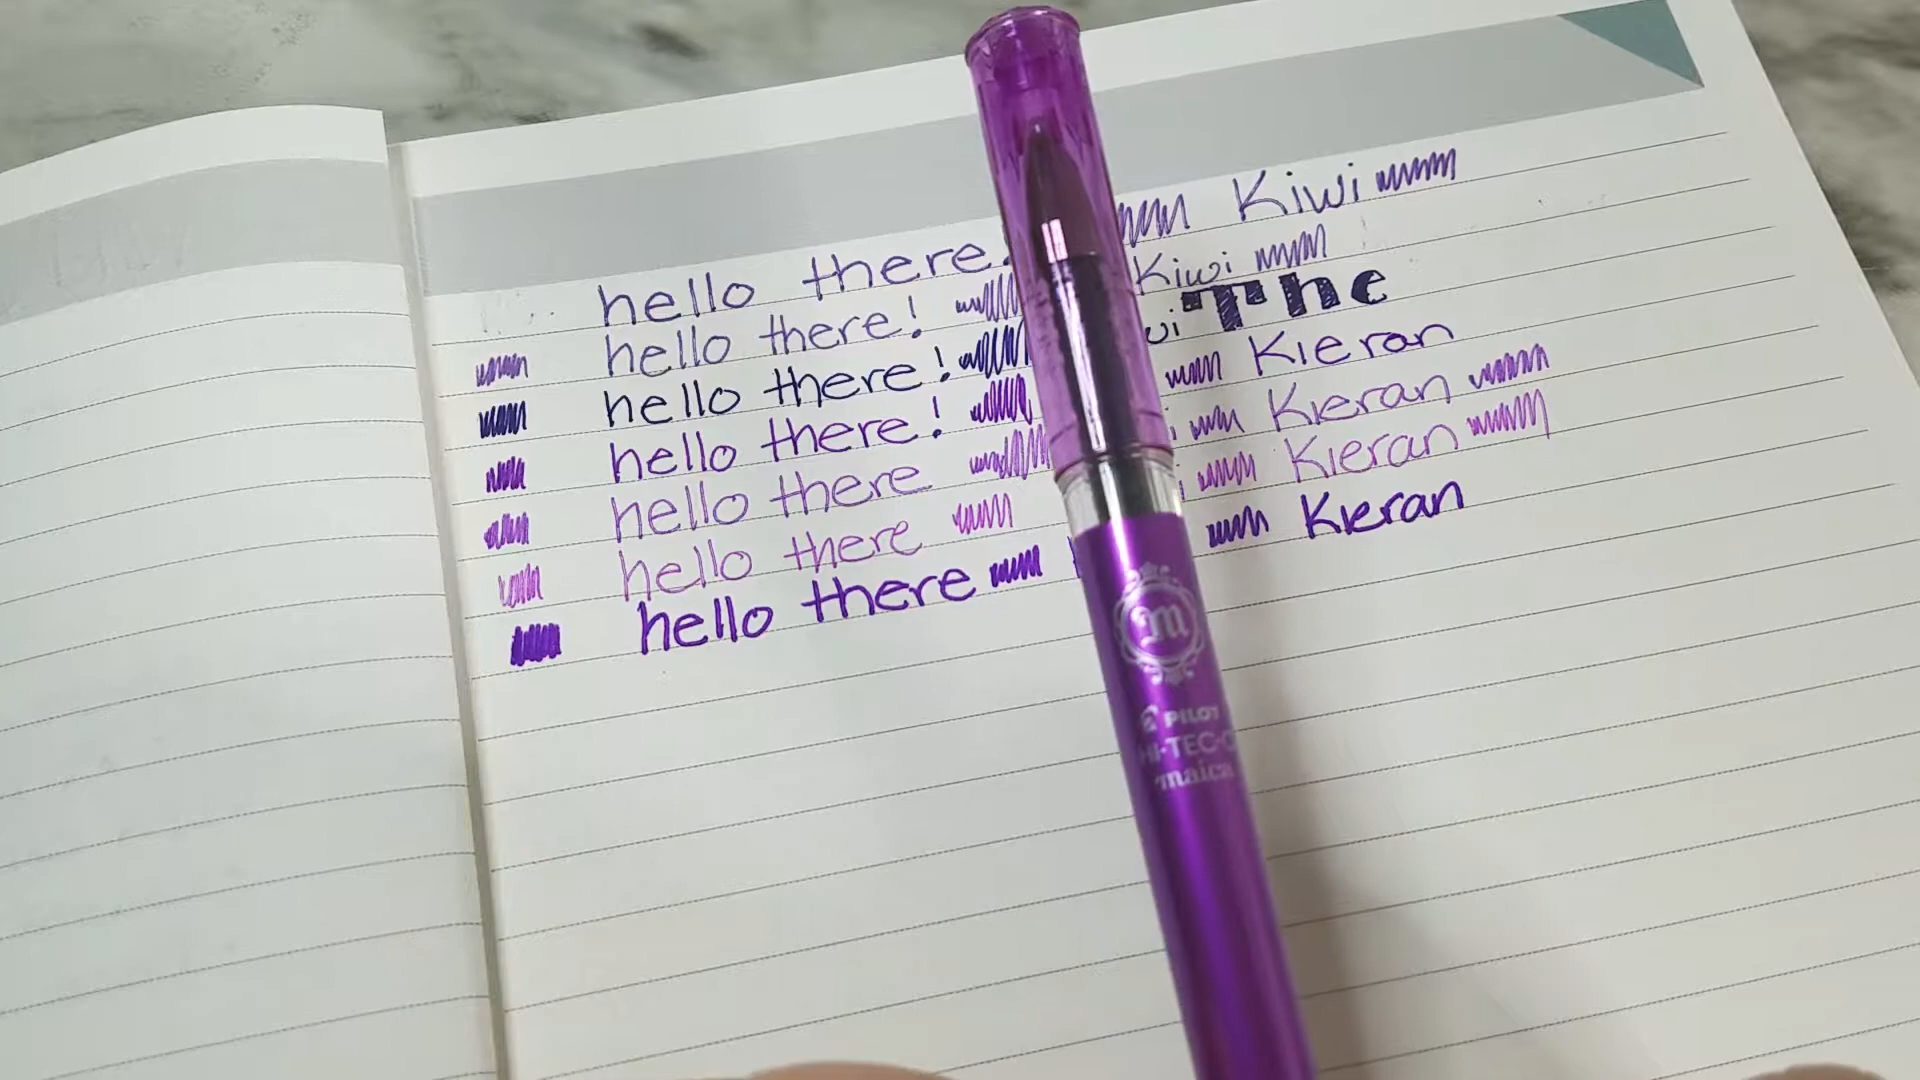 hello there. Kiwi
hello there! Kiwi
hello there! The
hello there! Kieran
hello there Kieran
hello there Kieran
hello there Kieran
M
PILOT
HI-TEC-C
maica